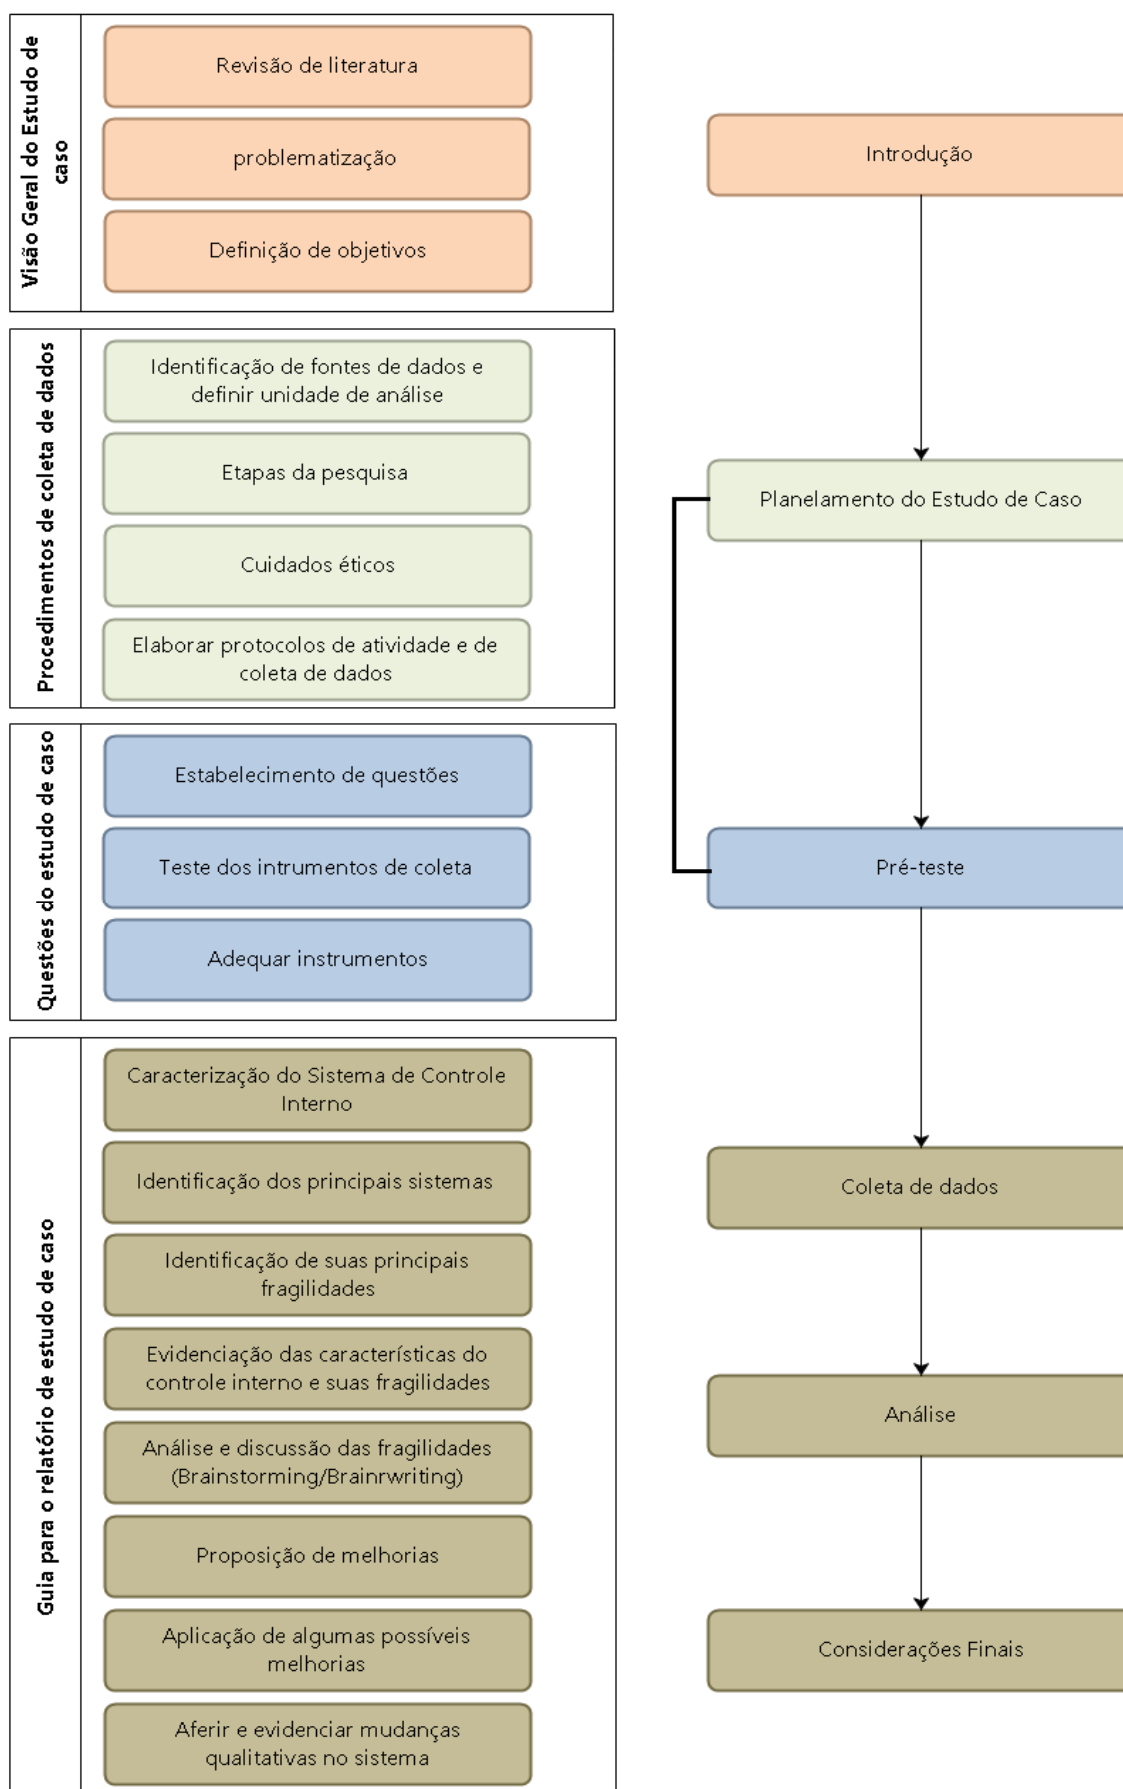 Visão Geral do Estudo de
caso
Revisão de literatura
problematização
Definição de objetivos
Introdução
Procedimentos de coleta de dados
Identificação de fontes de dados e
definir unidade de análise
Etapas da pesquisa
Cuidados éticos
Elaborar protocolos de atividade e de
coleta de dados
Planelamento do Estudo de Caso
Questões do estudo de caso
Estabelecimento de questões
Teste dos intrumentos de coleta
Adequar instrumentos
Pré-teste
Guia para o relatório de estudo de caso
Caracterização do Sistema de Controle
Interno
Identificação dos principais sistemas
Identificação de suas principais
fragilidades
Evidenciação das características do
controle interno e suas fragilidades
Análise e discussão das fragilidades
(Brainstorming/Brainrwriting)
Proposição de melhorias
Aplicação de algumas possíveis
melhorias
Aferir e evidenciar mudanças
qualitativas no sistema
Coleta de dados
Análise
Considerações Finais